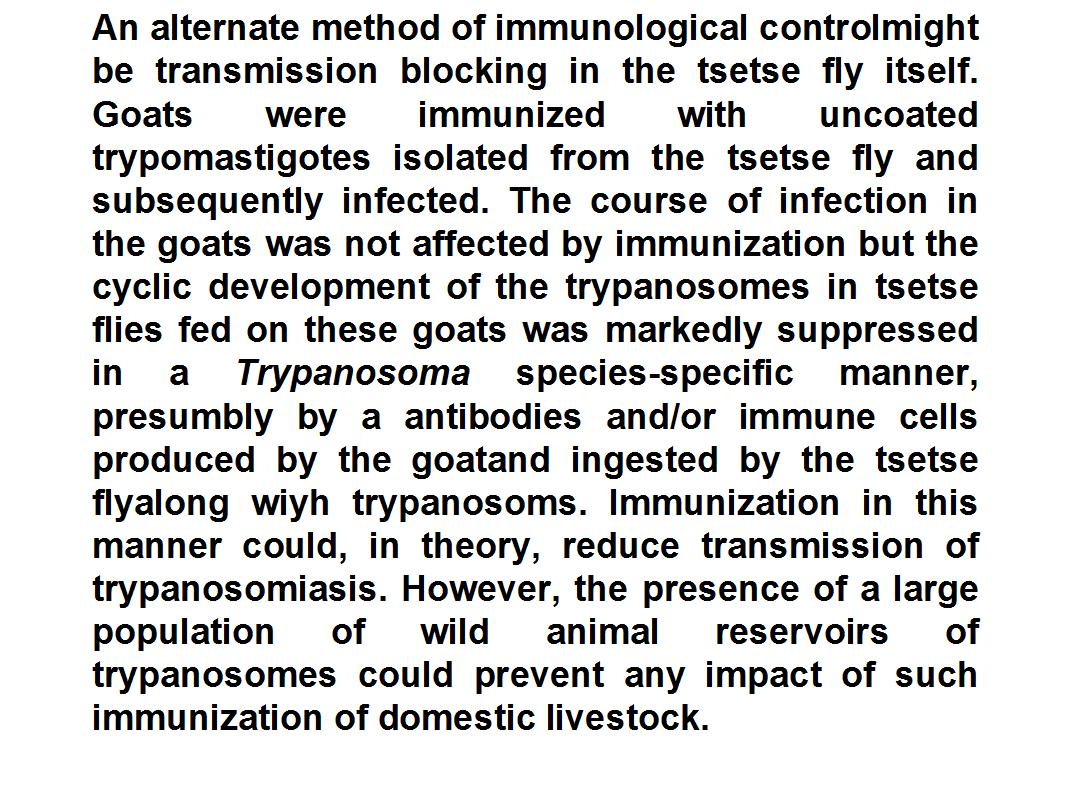 An alternate method of immunological controlmight
be transmission blocking in the tsetse fly itself.
Goats were immunized with uncoated
trypomastigotes isolated from the tsetse fly and
subsequently infected. The course of infection in
the goats was not affected by immunization but the
cyclic development of the trypanosomes in tsetse
flies fed on these goats was markedly suppressed
in a Trypanosoma species-specific manner,
presumbly by a antibodies and/or immune cells
produced by the goatand ingested by the tsetse
flyalong wiyh trypanosoms. Immunization in this
manner could, in theory, reduce transmission of
trypanosomiasis. However, the presence of a large
population of wild animal reservoirs of
trypanosomes could prevent any impact of such
immunization of domestic livestock.